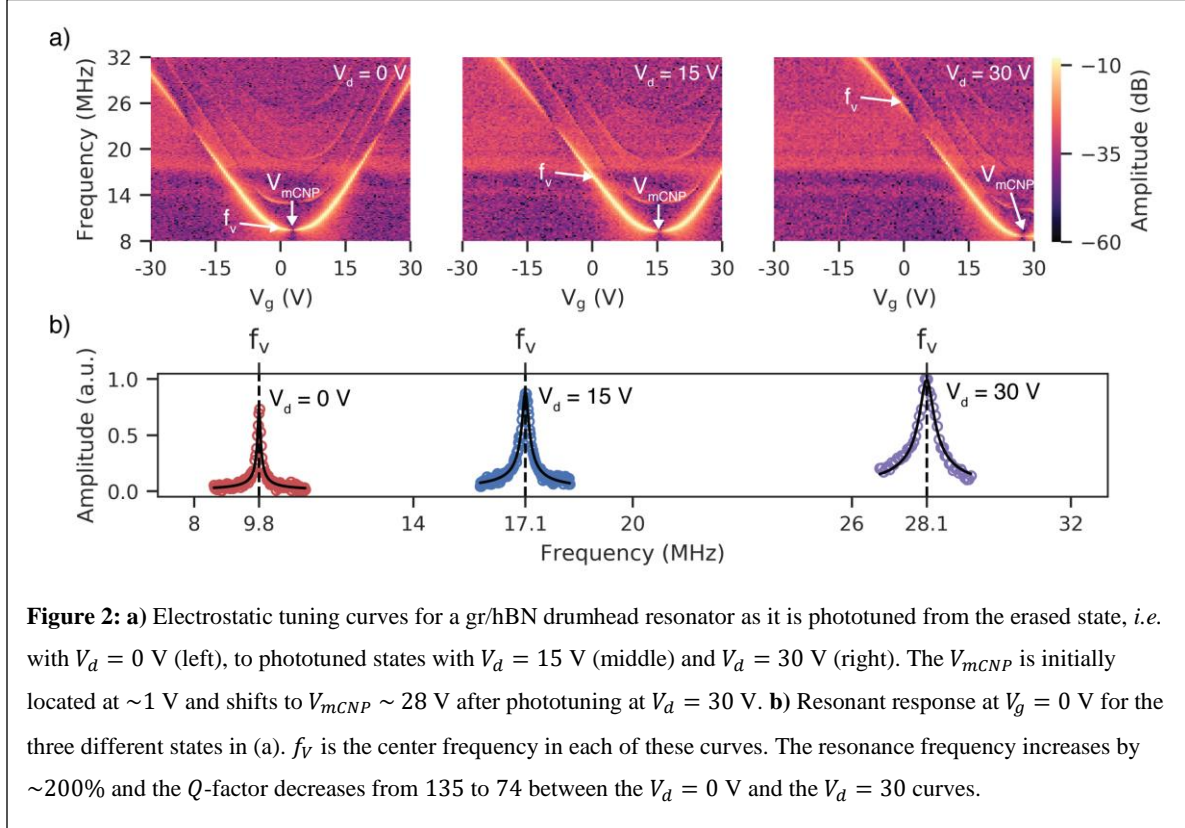 a)
32
26
19
14
8
Frequency (MHz)
V_d = 0 V
f_v
V_mCNP
-30 -15 0 15 30
V_g (V)
V_d = 15 V
f_v
V_mCNP
-30 -15 0 15 30
V_g (V)
V_d = 30 V
f_v
V_mCNP
-30 -15 0 15 30
V_g (V)
−10
−35
−60
Amplitude (dB)
b)
f_v f_v f_v
1.0
0.5
0.0
Amplitude (a.u.)
V_d = 0 V
V_d = 15 V
V_d = 30 V
8 9.8 14 17.1 20 26 28.1 32
Frequency (MHz)
Figure 2: a) Electrostatic tuning curves for a gr/hBN drumhead resonator as it is phototuned from the erased state, i.e.
with V_d = 0 V (left), to phototuned states with V_d = 15 V (middle) and V_d = 30 V (right). The V_mCNP is initially
located at ~1 V and shifts to V_mCNP ~ 28 V after phototuning at V_d = 30 V. b) Resonant response at V_g = 0 V for the
three different states in (a). f_V is the center frequency in each of these curves. The resonance frequency increases by
~200% and the Q-factor decreases from 135 to 74 between the V_d = 0 V and the V_d = 30 curves.